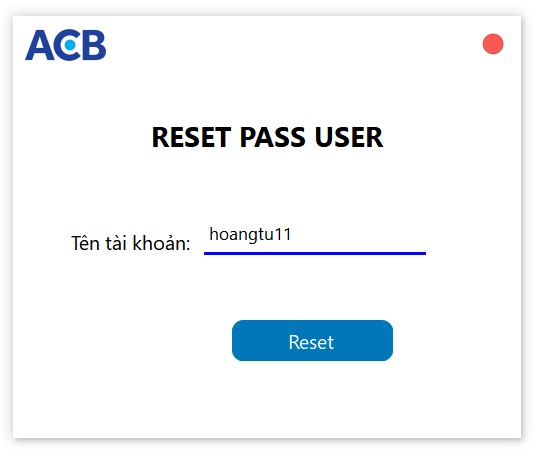 ACB
RESET PASS USER
Tên tài khoản: hoangtu11
Reset